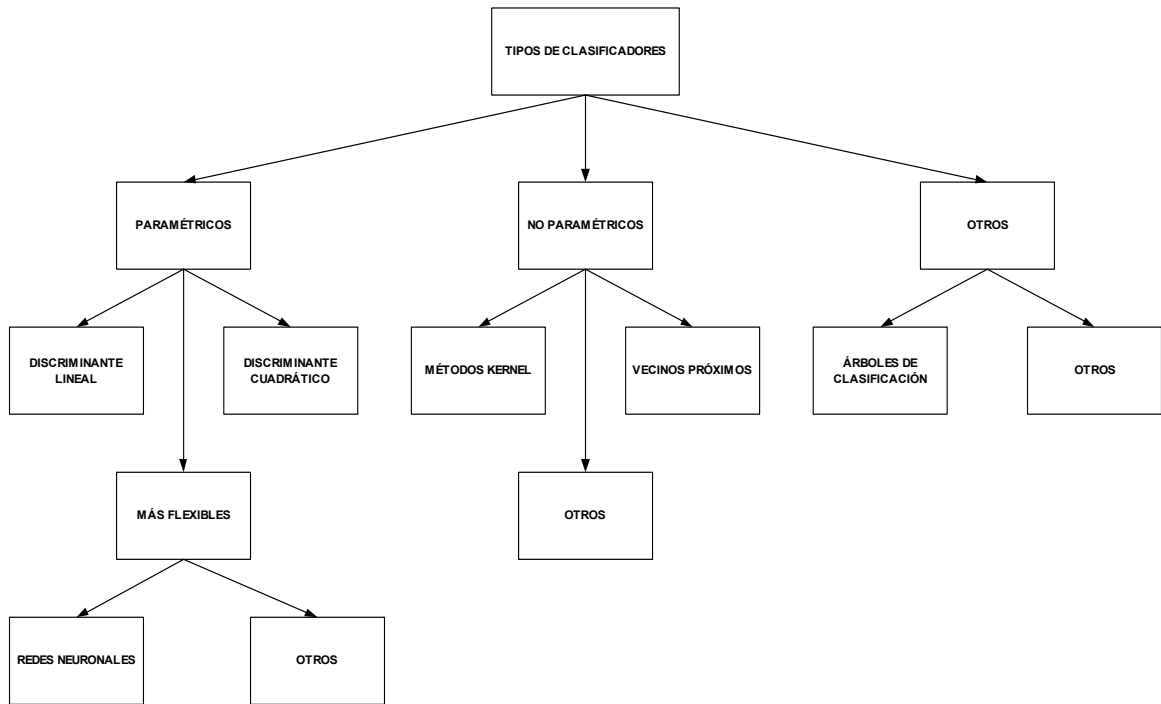 TIPOS DE CLASIFICADORES
PARAMÉTRICOS
NO PARAMÉTRICOS
OTROS
DISCRIMINANTE
LINEAL
DISCRIMINANTE
CUADRÁTICO
MÉTODOS KERNEL
VECINOS PRÓXIMOS
ÁRBOLES DE
CLASIFICACIÓN
OTROS
MÁS FLEXIBLES
OTROS
REDES NEURONALES
OTROS